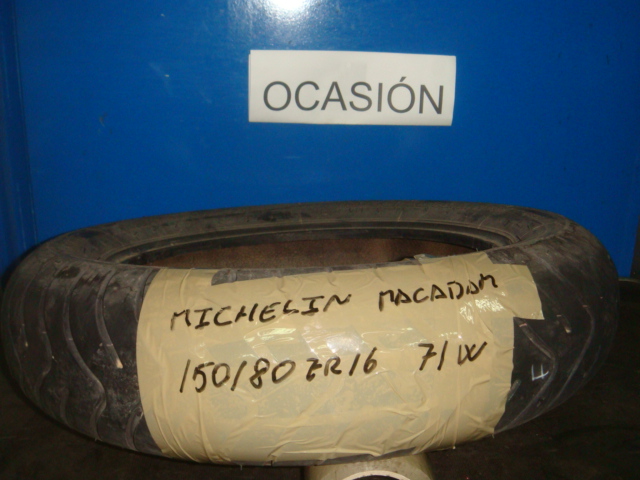 OCASIÓN
MICHELIN MACADAM
150/80 ZR16 71W
F